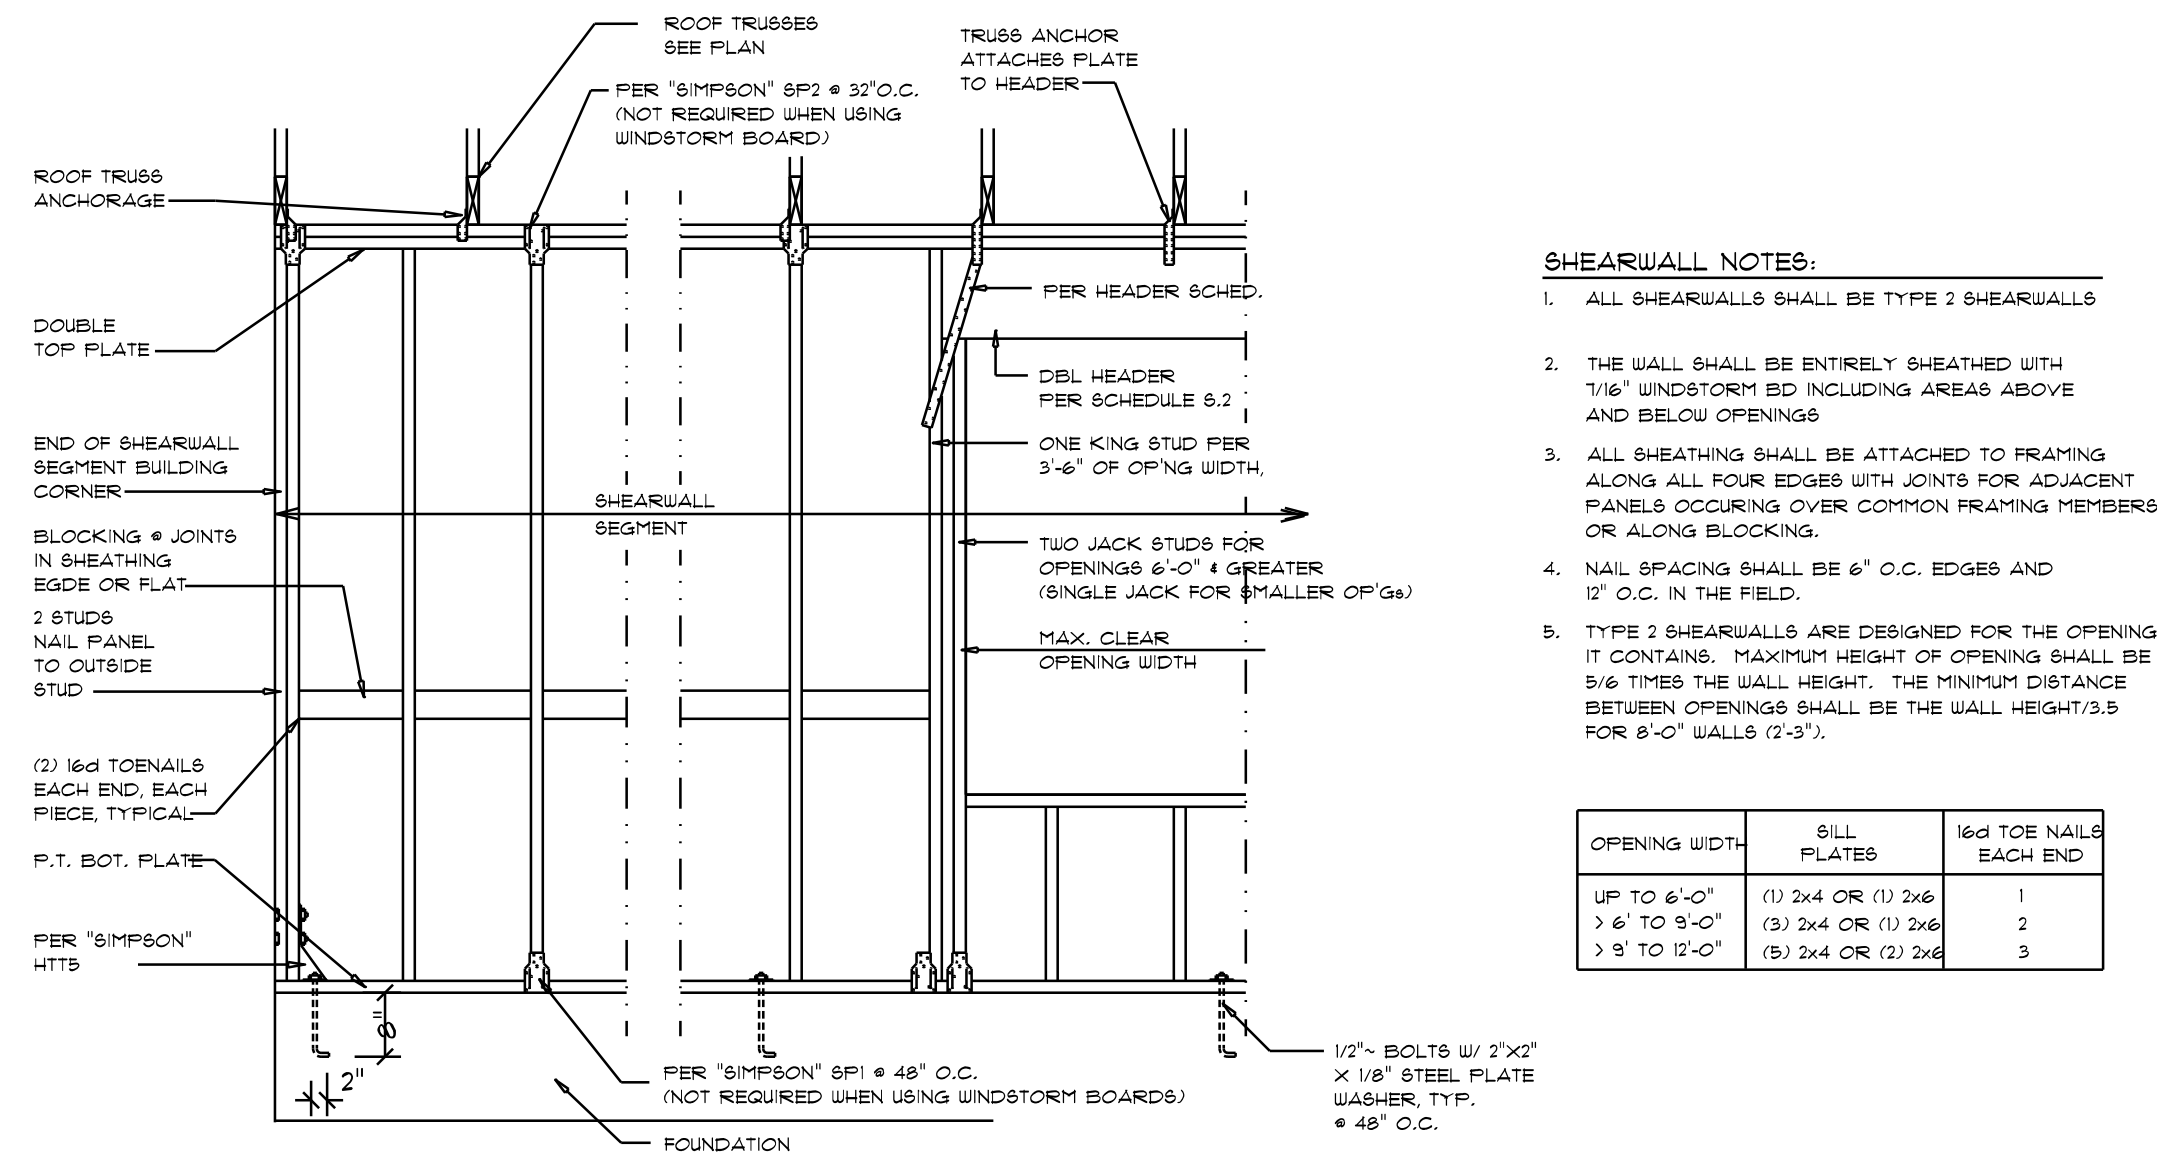 ROOF TRUSSES
SEE PLAN
TRUSS ANCHOR
ATTACHES PLATE
TO HEADER
PER "SIMPSON" SP2 @ 32"O.C.
(NOT REQUIRED WHEN USING
WINDSTORM BOARD)
ROOF TRUSS
ANCHORAGE
DOUBLE
TOP PLATE
END OF SHEARWALL
SEGMENT BUILDING
CORNER
BLOCKING @ JOINTS
IN SHEATHING
EGDE OR FLAT
2 STUDS
NAIL PANEL
TO OUTSIDE
STUD
(2) 16d TOENAILS
EACH END, EACH
PIECE, TYPICAL
P.T. BOT. PLATE
PER "SIMPSON"
HTT5
SHEARWALL
SEGMENT
PER HEADER SCHED.
DBL HEADER
PER SCHEDULE S.2
ONE KING STUD PER
3'-6" OF OP'NG WIDTH,
TWO JACK STUDS FOR
OPENINGS 6'-0" & GREATER
(SINGLE JACK FOR SMALLER OP'Gs)
MAX. CLEAR
OPENING WIDTH
8"
2"
PER "SIMPSON" SP1 @ 48" O.C.
(NOT REQUIRED WHEN USING WINDSTORM BOARDS)
FOUNDATION
1/2"~ BOLTS W/ 2"X2"
X 1/8" STEEL PLATE
WASHER, TYP.
@ 48" O.C.
SHEARWALL NOTES:
1. ALL SHEARWALLS SHALL BE TYPE 2 SHEARWALLS
2. THE WALL SHALL BE ENTIRELY SHEATHED WITH
7/16" WINDSTORM BD INCLUDING AREAS ABOVE
AND BELOW OPENINGS
3. ALL SHEATHING SHALL BE ATTACHED TO FRAMING
ALONG ALL FOUR EDGES WITH JOINTS FOR ADJACENT
PANELS OCCURING OVER COMMON FRAMING MEMBERS
OR ALONG BLOCKING.
4. NAIL SPACING SHALL BE 6" O.C. EDGES AND
12" O.C. IN THE FIELD.
5. TYPE 2 SHEARWALLS ARE DESIGNED FOR THE OPENING
IT CONTAINS. MAXIMUM HEIGHT OF OPENING SHALL BE
5/6 TIMES THE WALL HEIGHT. THE MINIMUM DISTANCE
BETWEEN OPENINGS SHALL BE THE WALL HEIGHT/3.5
FOR 8'-0" WALLS (2'-3").
OPENING WIDTH
SILL
PLATES
16d TOE NAILS
EACH END
UP TO 6'-0" (1) 2x4 OR (1) 2x6 1
> 6' TO 9'-0" (3) 2x4 OR (1) 2x6 2
> 9' TO 12'-0" (5) 2x4 OR (2) 2x6 3